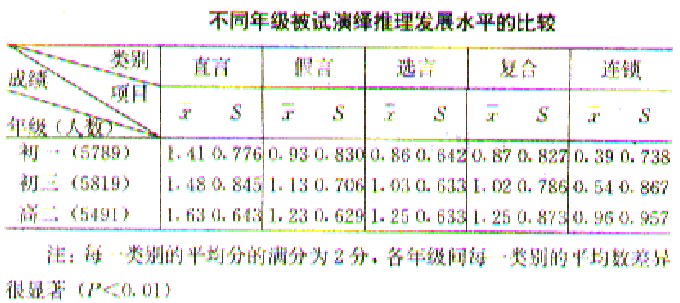 不同年级被试演绎推理发展水平的比较
类别 直言 假言 选言 复合 连锁
成绩 项目
年级(人数) x̄ S x̄ S x̄ S x̄ S x̄ S
初一(5789) 1.41 0.776 0.93 0.830 0.86 0.642 0.87 0.827 0.39 0.738
初三(5819) 1.48 0.845 1.13 0.706 1.03 0.633 1.02 0.786 0.54 0.867
高二(5491) 1.63 0.643 1.23 0.629 1.25 0.633 1.25 0.873 0.96 0.957
注:每一类别的平均分的满分为2分,各年级间每一类别的平均数差异
很显著(P<0.01)